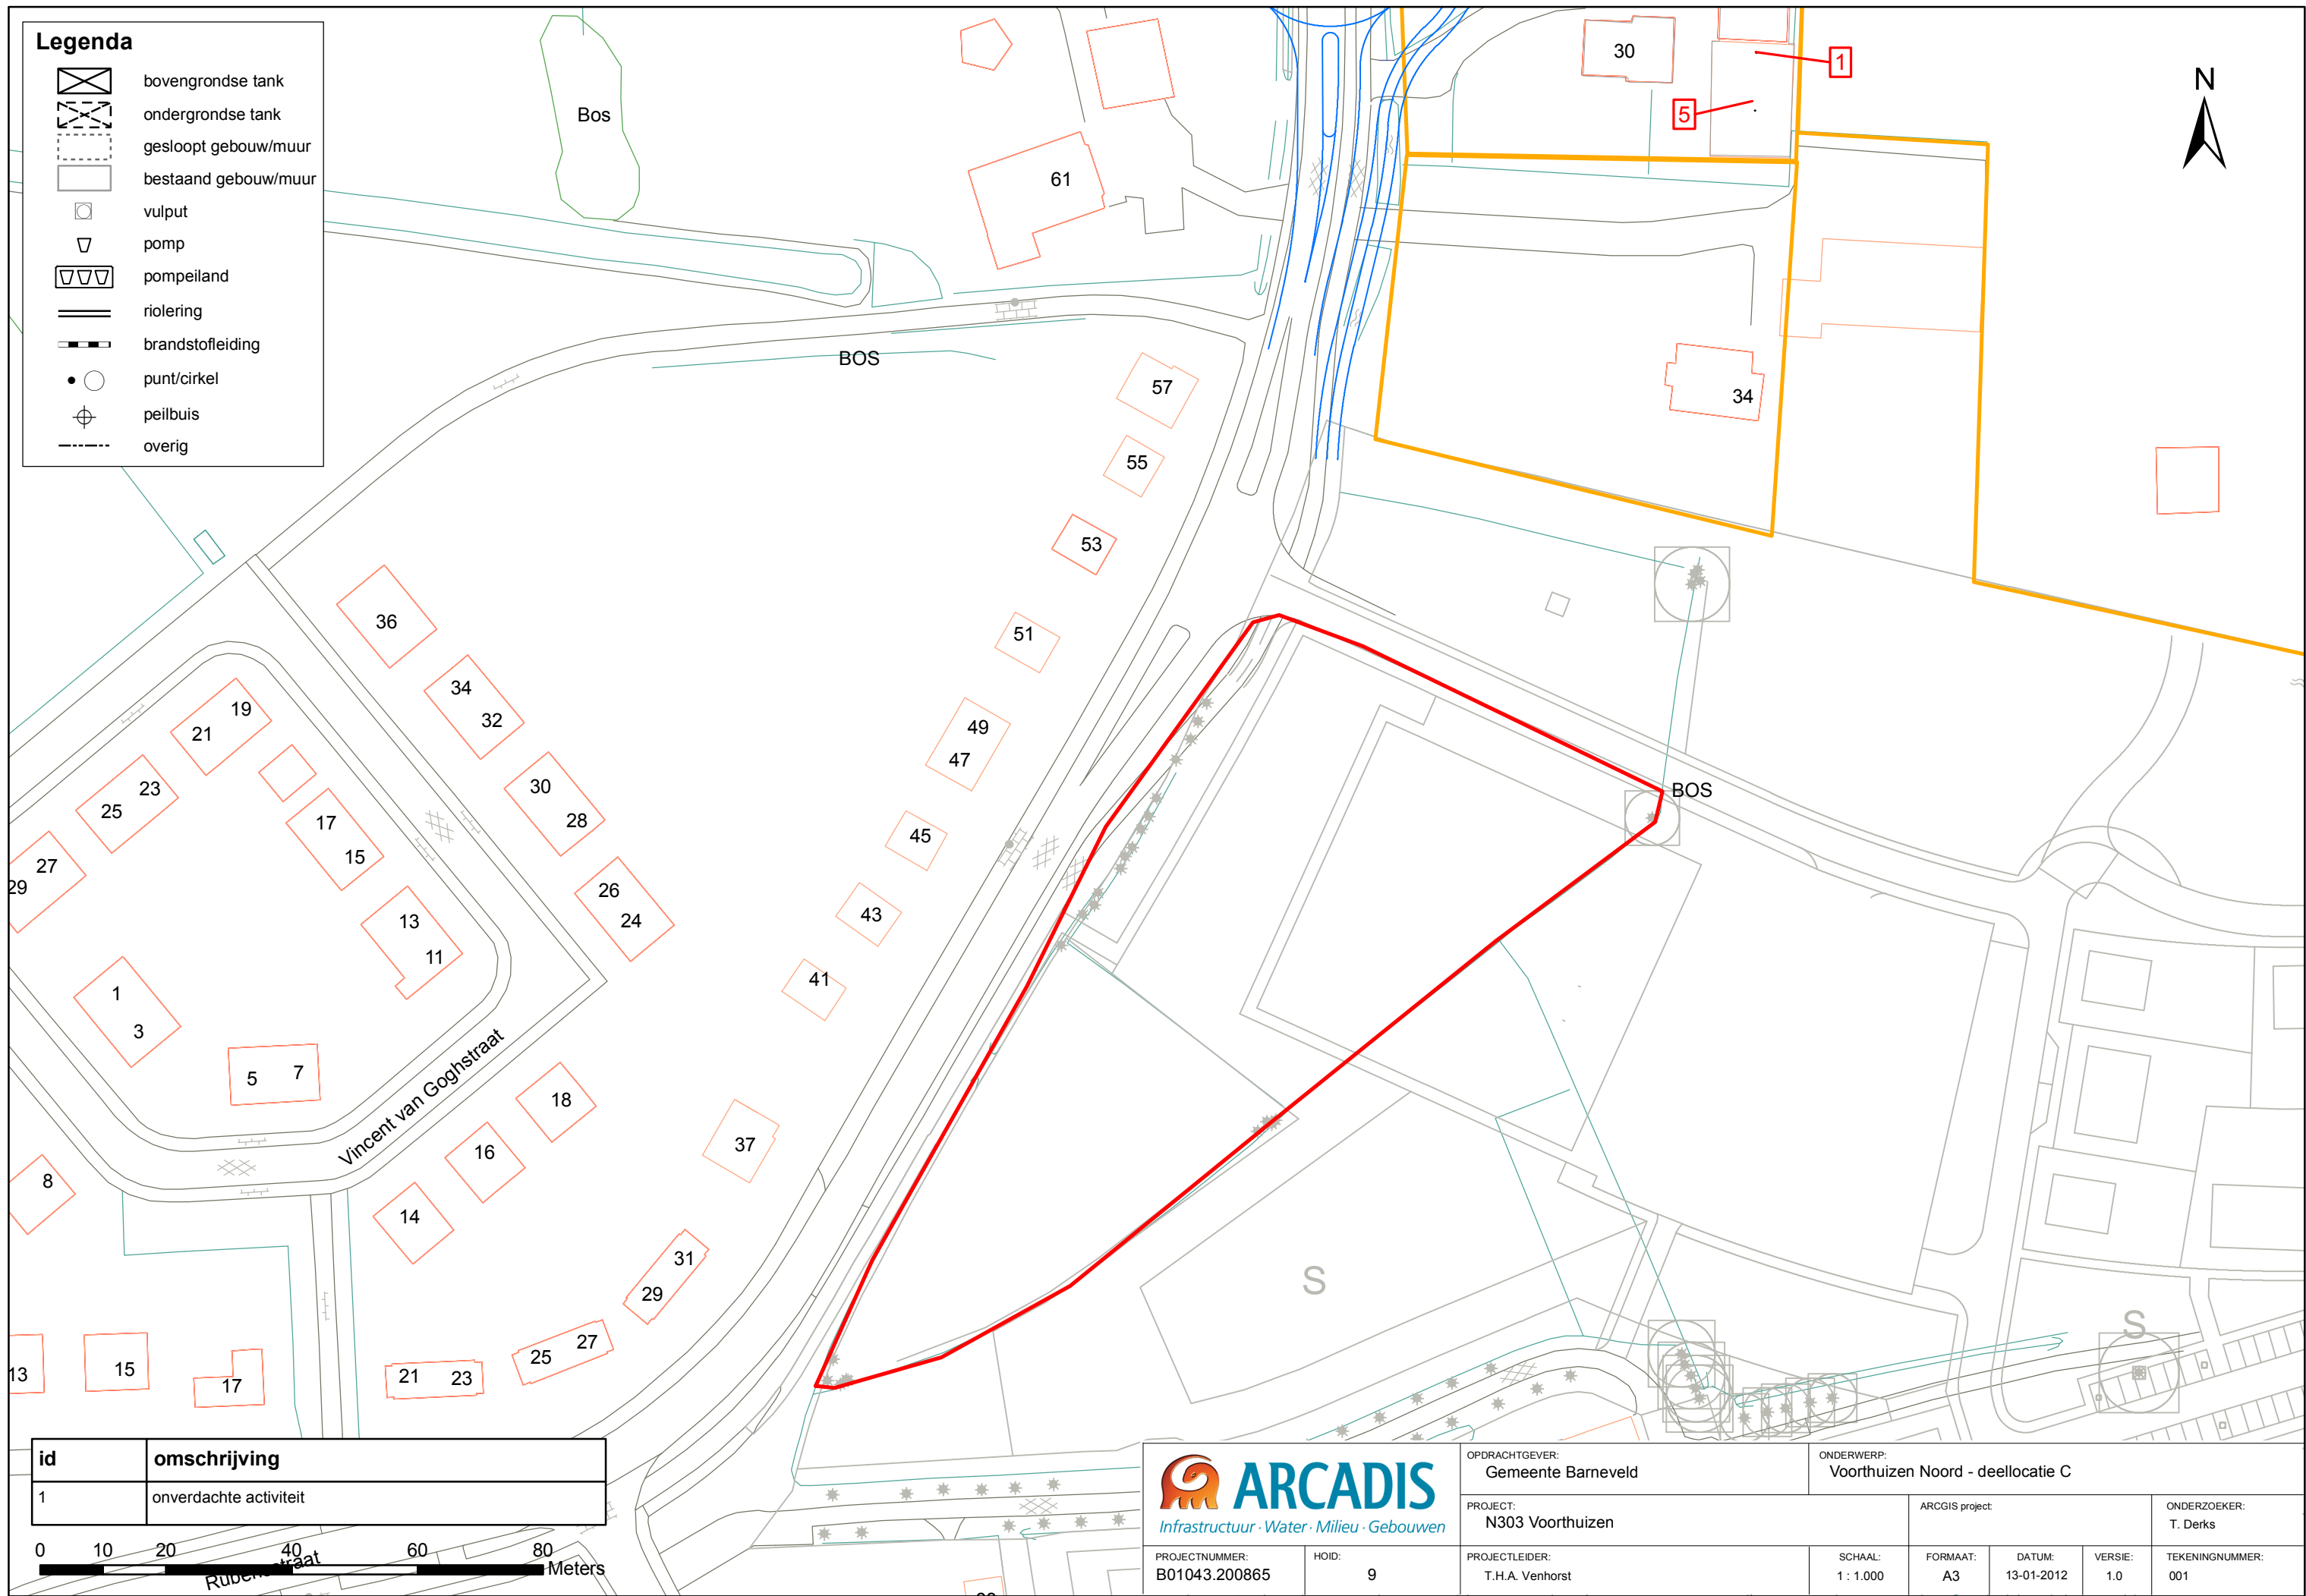 Legenda
bovengrondse tank
ondergrondse tank
gesloopt gebouw/muur
bestaand gebouw/muur
vulput
pomp
pompeiland
riolering
brandstofleiding
punt/cirkel
peilbuis
overig
Bos
61
30
1
5
N
BOS
57
34
55
53
36
51
34
32
19
21
49
47
30
28
23
25
BOS
17
15
45
27
29
26
24
43
13
11
41
1
3
5
7
Vincent van Goghstraat
18
37
16
8
14
31
29
S
S
27
25
13
15
21
23
17
id omschrijving
1 onverdachte activiteit
0 10 20 40 60 80
Meters
ARCADIS
Infrastructuur · Water · Milieu · Gebouwen
OPDRACHTGEVER:
Gemeente Barneveld
ONDERWERP:
Voorthuizen Noord - deellocatie C
PROJECT:
N303 Voorthuizen
ARCGIS project:
ONDERZOEKER:
T. Derks
PROJECTNUMMER:
B01043.200865
HOID:
9
PROJECTLEIDER:
T.H.A. Venhorst
SCHAAL:
1 : 1.000
FORMAAT:
A3
DATUM:
13-01-2012
VERSIE:
1.0
TEKENINGNUMMER:
001